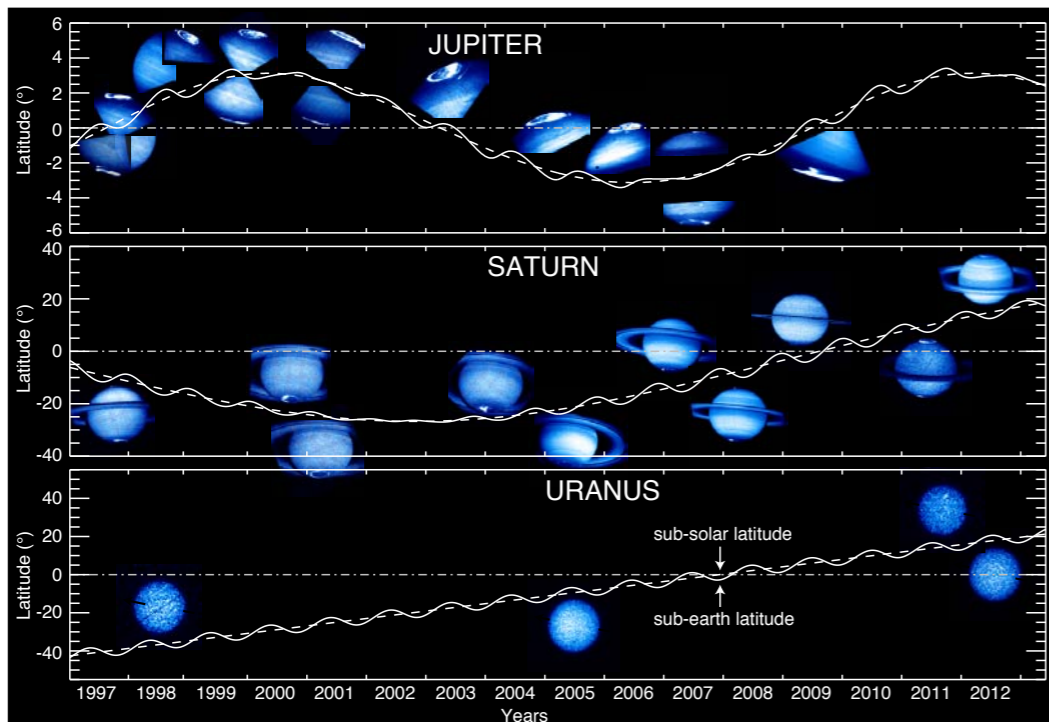 JUPITER
Latitude (°)
6
4
2
0
-2
-4
-6
SATURN
Latitude (°)
40
20
0
-20
-40
URANUS
Latitude (°)
40
20
0
-20
-40
sub-solar latitude
sub-earth latitude
1997 1998 1999 2000 2001 2002 2003 2004 2005 2006 2007 2008 2009 2010 2011 2012
Years